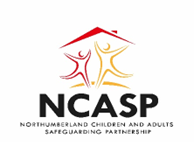 NCASP
NORTHUMBERLAND CHILDREN AND ADULTS
SAFEGUARDING PARTNERSHIP